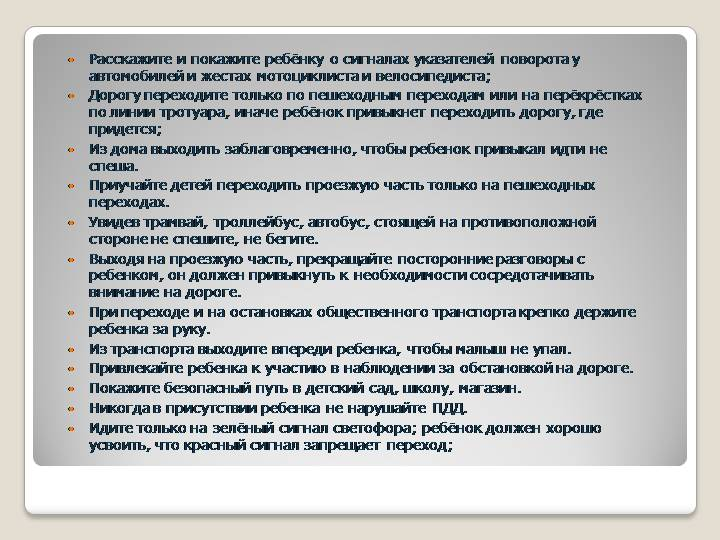 Расскажите и покажите ребёнку о сигналах указателей поворота у
автомобилей и жестах мотоциклиста и велосипедиста;
Дорогу переходите только по пешеходным переходам или на перёкрёстках
по линии тротуара, иначе ребёнок привыкнет переходить дорогу, где
придется;
Из дома выходить заблаговременно, чтобы ребенок привыкал идти не
спеша.
Приучайте детей переходить проезжую часть только на пешеходных
переходах.
Увидев трамвай, троллейбус, автобус, стоящей на противоположной
стороне не спешите, не бегите.
Выходя на проезжую часть, прекращайте посторонние разговоры с
ребенком, он должен привыкнуть к необходимости сосредотачивать
внимание на дороге.
При переходе и на остановках общественного транспорта крепко держите
ребенка за руку.
Из транспорта выходите впереди ребенка, чтобы малыш не упал.
Привлекайте ребенка к участию в наблюдении за обстановкой на дороге.
Покажите безопасный путь в детский сад, школу, магазин.
Никогда в присутствии ребенка не нарушайте ПДД.
Идите только на зелёный сигнал светофора; ребёнок должен хорошо
усвоить, что красный сигнал запрещает переход;